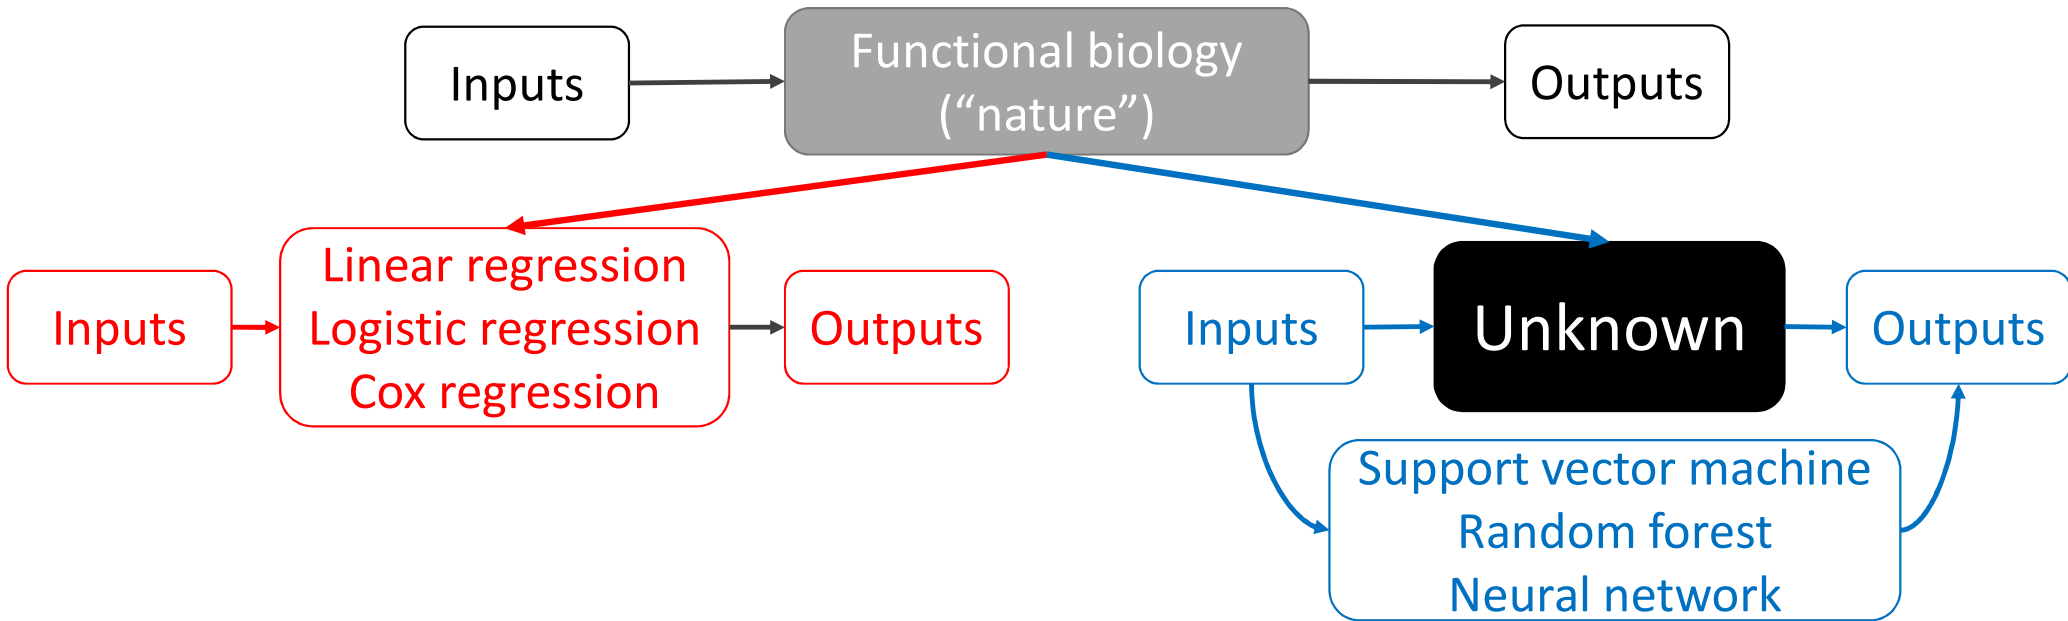 Inputs
Functional biology
(“nature”)
Outputs
Inputs
Linear regression
Logistic regression
Cox regression
Outputs
Inputs
Unknown
Outputs
Support vector machine
Random forest
Neural network